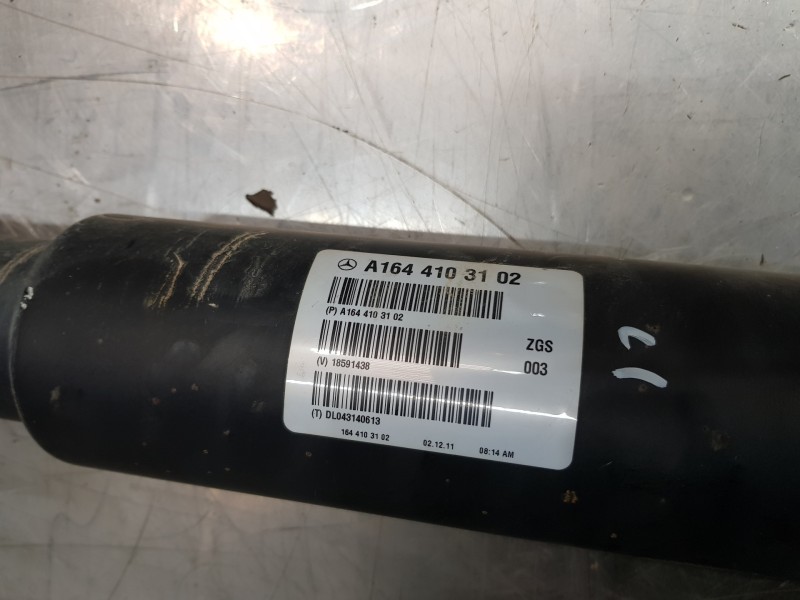 A164 410 31 02
(P) A164 410 31 02
ZGS
(V) 18591438
003
(T) DL043140613
164 410 31 02 02.12.11 08:14 AM